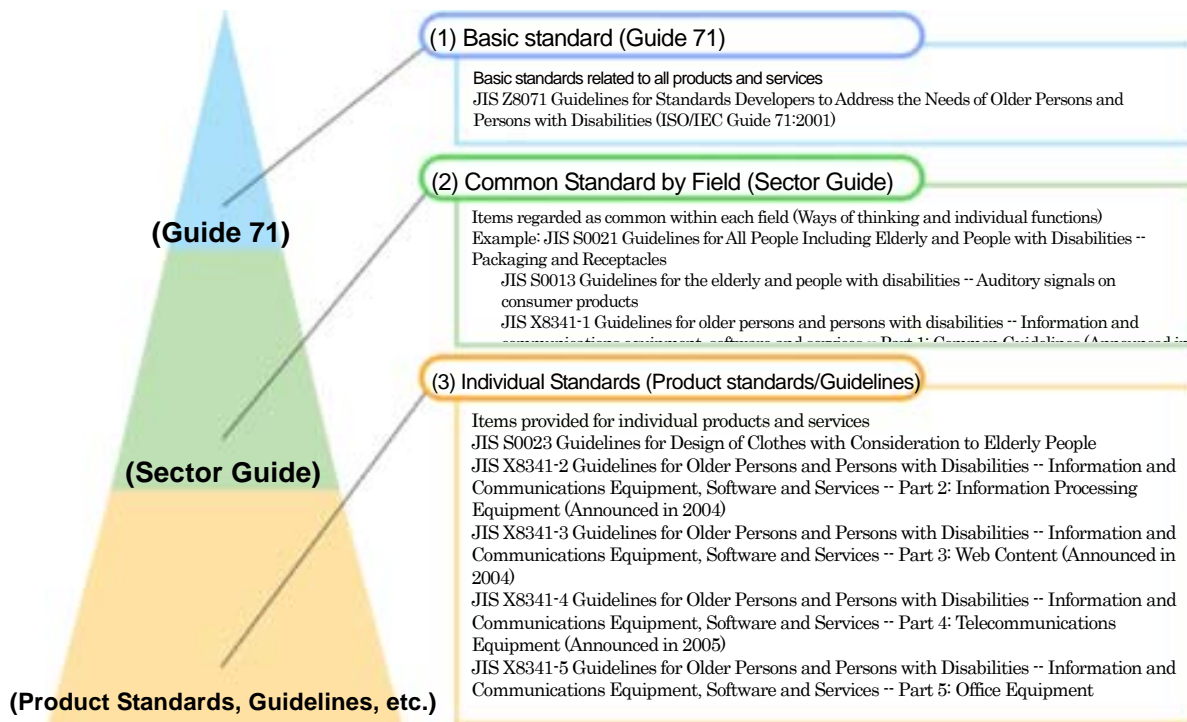 (1) Basic standard (Guide 71)
Basic standards related to all products and services
JIS Z8071 Guidelines for Standards Developers to Address the Needs of Older Persons and
Persons with Disabilities (ISO/IEC Guide 71:2001)
(Guide 71)
(2) Common Standard by Field (Sector Guide)
Items regarded as common within each field (Ways of thinking and individual functions)
Example: JIS S0021 Guidelines for All People Including Elderly and People with Disabilities --
Packaging and Receptacles
JIS S0013 Guidelines for the elderly and people with disabilities -- Auditory signals on
consumer products
JIS X8341-1 Guidelines for older persons and persons with disabilities -- Information and
communications equipment, software and services -- Part 1: Common Guidelines (Announced in
(Sector Guide)
(3) Individual Standards (Product standards/Guidelines)
Items provided for individual products and services
JIS S0023 Guidelines for Design of Clothes with Consideration to Elderly People
JIS X8341-2 Guidelines for Older Persons and Persons with Disabilities -- Information and
Communications Equipment, Software and Services -- Part 2: Information Processing
Equipment (Announced in 2004)
JIS X8341-3 Guidelines for Older Persons and Persons with Disabilities -- Information and
Communications Equipment, Software and Services -- Part 3: Web Content (Announced in
2004)
JIS X8341-4 Guidelines for Older Persons and Persons with Disabilities -- Information and
Communications Equipment, Software and Services -- Part 4: Telecommunications
Equipment (Announced in 2005)
JIS X8341-5 Guidelines for Older Persons and Persons with Disabilities -- Information and
Communications Equipment, Software and Services -- Part 5: Office Equipment
(Product Standards, Guidelines, etc.)